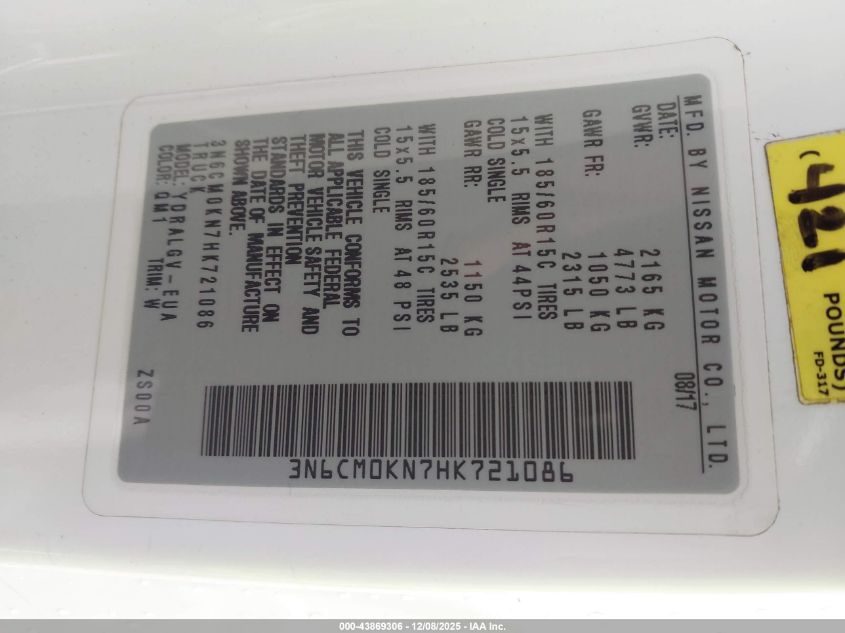 MFD. BY NISSAN MOTOR CO., LTD.
DATE: 08/17
GVWR: 2165 KG
4773 LB
GAWR FR: 1050 KG
2315 LB
WITH 185/60R15C TIRES
15x5.5 RIMS AT 44PSI
COLD SINGLE
GAWR RR: 1150 KG
2535 LB
WITH 185/60R15C TIRES
15x5.5 RIMS AT 48 PSI
COLD SINGLE
THIS VEHICLE CONFORMS TO
ALL APPLICABLE FEDERAL
MOTOR VEHICLE SAFETY AND
THEFT PREVENTION
STANDARDS IN EFFECT ON
THE DATE OF MANUFACTURE
SHOWN ABOVE.
3N6CM0KN7HK721086
TRUCK
MODEL: YDRALGV-EUA
COLOR: QM1 TRIM: W ZS00A
3N6CM0KN7HK721086
(421
POUNDS)
FD-317
000-43869306 - 12/08/2025 - IAA Inc.